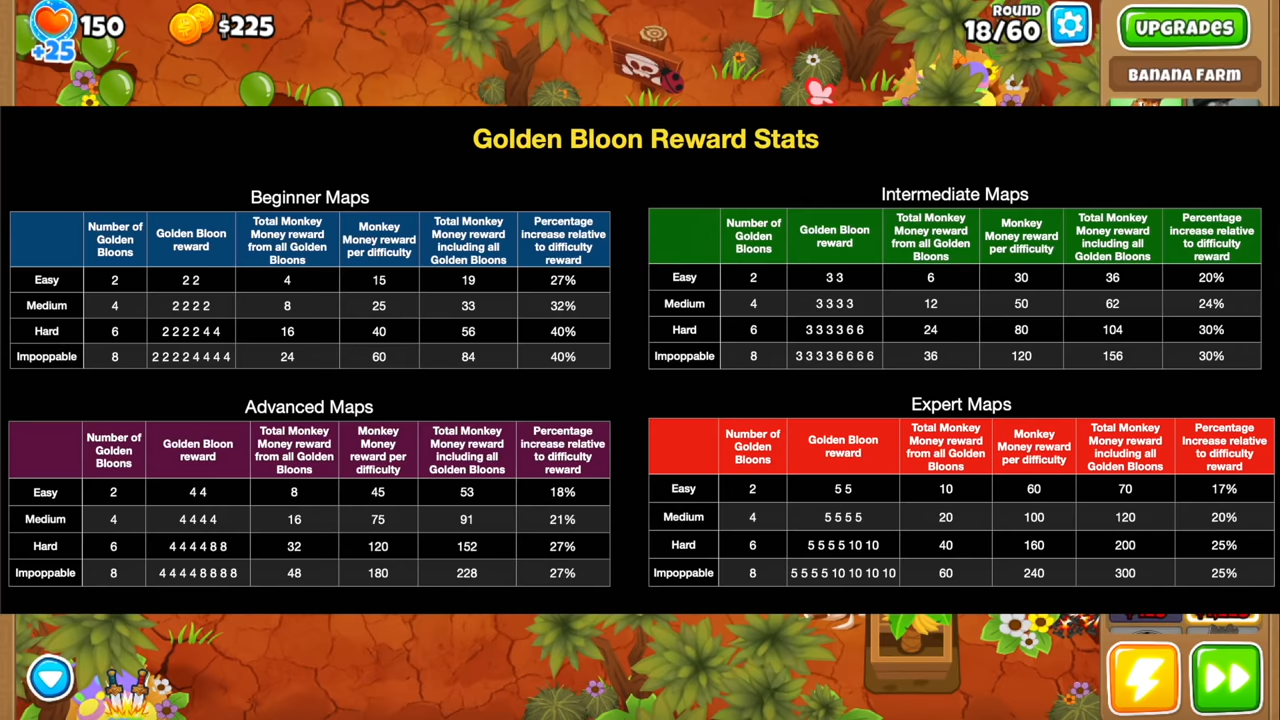 +25
150
$225
ROUND
18/60
UPGRADES
BANANA FARM
Golden Bloon Reward Stats
Beginner Maps
Number of Golden Bloons | Golden Bloon reward | Total Monkey Money reward from all Golden Bloons | Monkey Money reward per difficulty | Total Monkey Money reward including all Golden Bloons | Percentage increase relative to difficulty reward
Easy 2 2 2 4 15 19 27%
Medium 4 2 2 2 2 8 25 33 32%
Hard 6 2 2 2 2 4 4 16 40 56 40%
Impoppable 8 2 2 2 2 4 4 4 4 24 60 84 40%
Intermediate Maps
Number of Golden Bloons | Golden Bloon reward | Total Monkey Money reward from all Golden Bloons | Monkey Money reward per difficulty | Total Monkey Money reward including all Golden Bloons | Percentage increase relative to difficulty reward
Easy 2 3 3 6 30 36 20%
Medium 4 3 3 3 3 12 50 62 24%
Hard 6 3 3 3 3 6 6 24 80 104 30%
Impoppable 8 3 3 3 3 6 6 6 6 36 120 156 30%
Advanced Maps
Number of Golden Bloons | Golden Bloon reward | Total Monkey Money reward from all Golden Bloons | Monkey Money reward per difficulty | Total Monkey Money reward including all Golden Bloons | Percentage increase relative to difficulty reward
Easy 2 4 4 8 45 53 18%
Medium 4 4 4 4 4 16 75 91 21%
Hard 6 4 4 4 4 8 8 32 120 152 27%
Impoppable 8 4 4 4 4 8 8 8 8 48 180 228 27%
Expert Maps
Number of Golden Bloons | Golden Bloon reward | Total Monkey Money reward from all Golden Bloons | Monkey Money reward per difficulty | Total Monkey Money reward including all Golden Bloons | Percentage Increase relative to difficulty reward
Easy 2 5 5 10 60 70 17%
Medium 4 5 5 5 5 20 100 120 20%
Hard 6 5 5 5 5 10 10 40 160 200 25%
Impoppable 8 5 5 5 5 10 10 10 10 60 240 300 25%